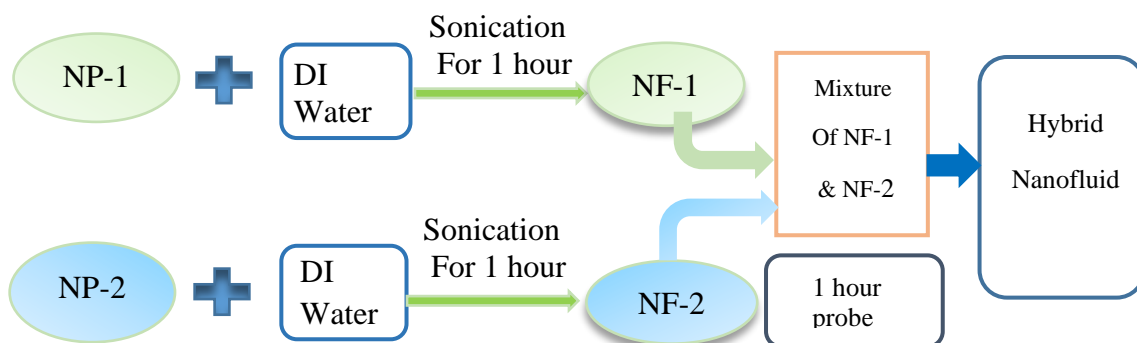 NP-1
DI
Water
Sonication
For 1 hour
NF-1
Mixture
Of NF-1
& NF-2
Hybrid
Nanofluid
NP-2
DI
Water
Sonication
For 1 hour
NF-2
1 hour
probe